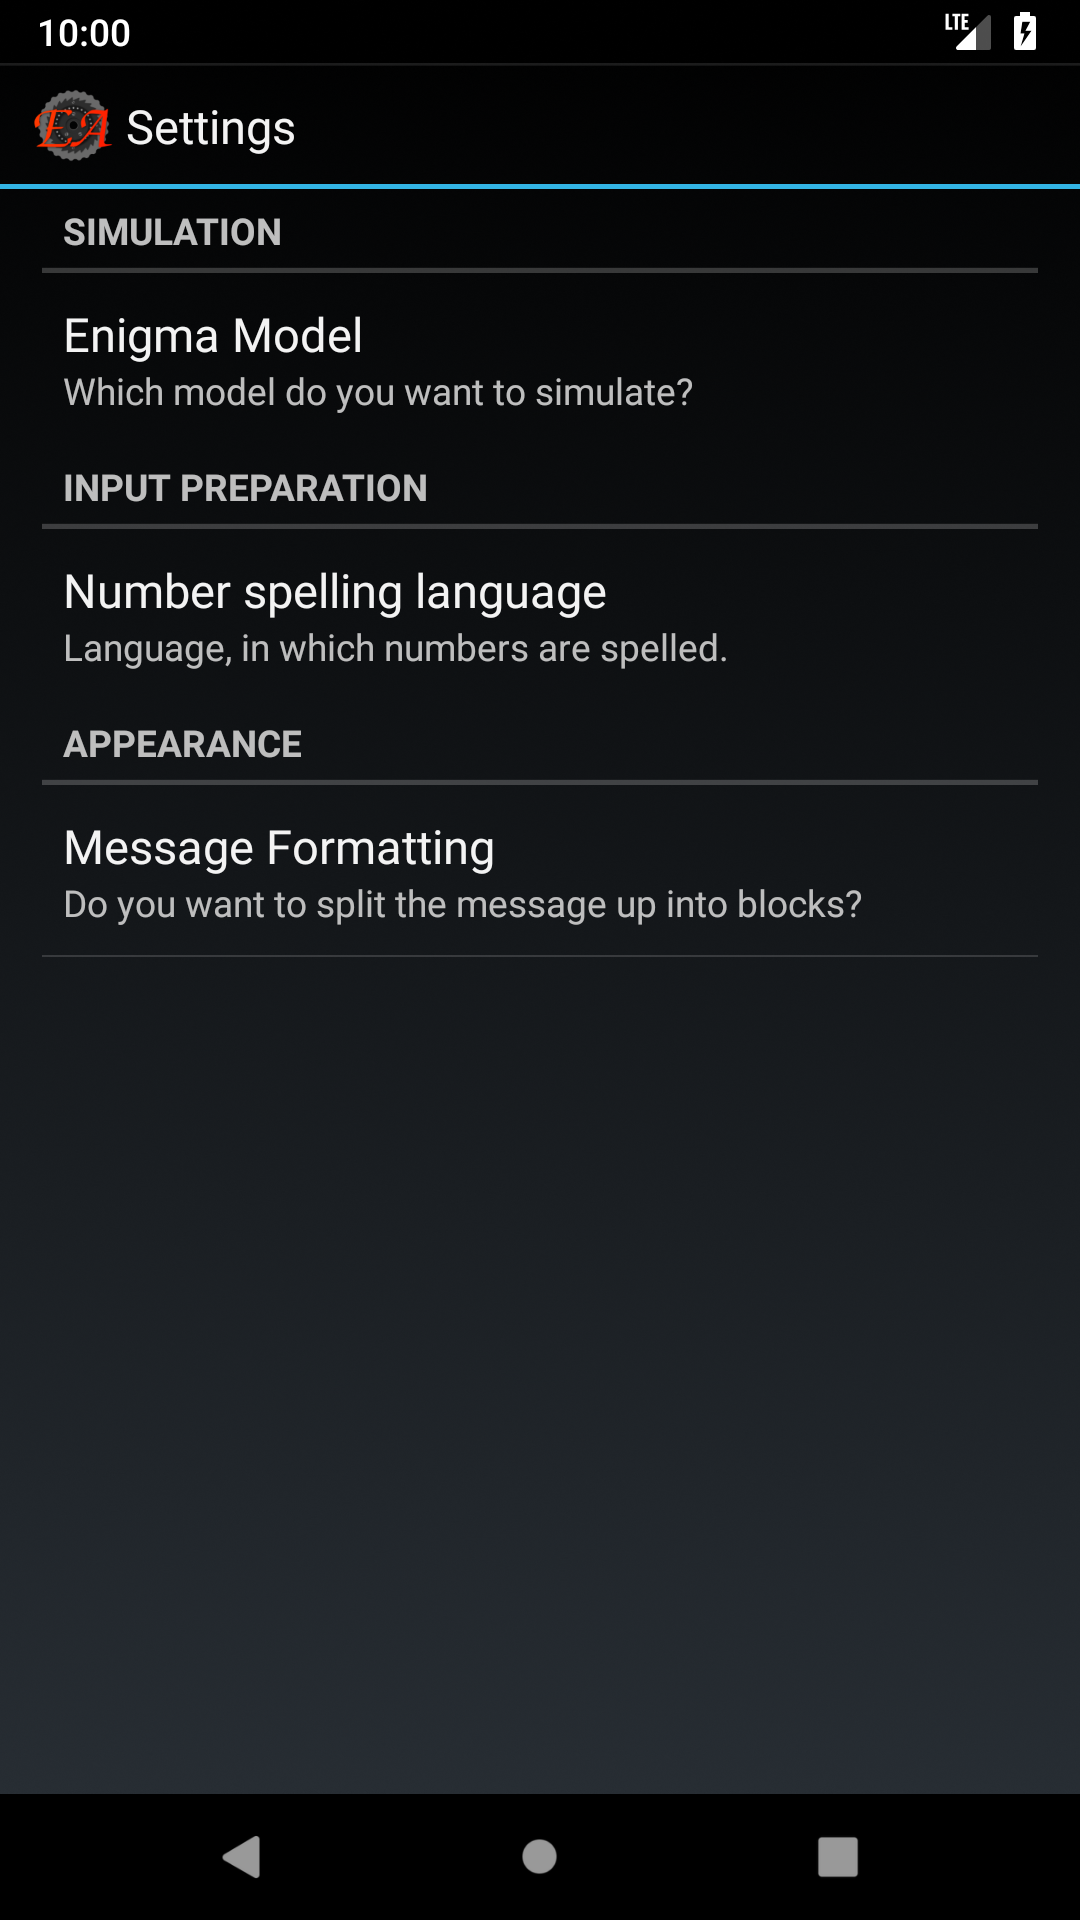 10:00
LTE
EA Settings
SIMULATION
Enigma Model
Which model do you want to simulate?
INPUT PREPARATION
Number spelling language
Language, in which numbers are spelled.
APPEARANCE
Message Formatting
Do you want to split the message up into blocks?